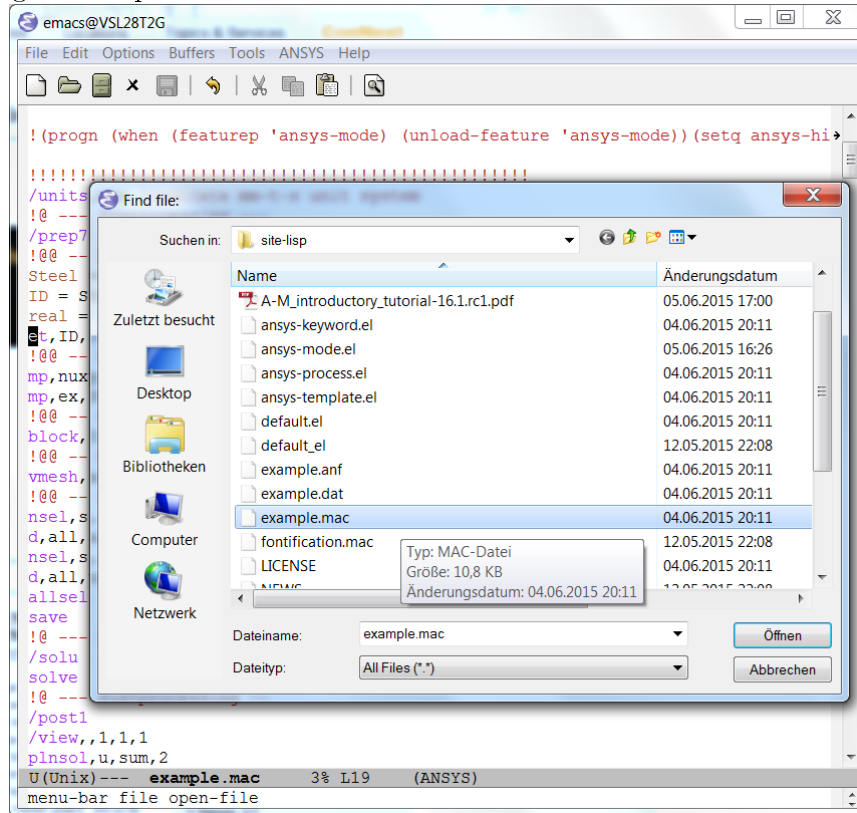 emacs@VSL28T2G
File Edit Options Buffers Tools ANSYS Help
!(progn (when (featurep 'ansys-mode) (unload-feature 'ansys-mode))(setq ansys-hi
!!!!!!!!!!!!!!!!!!!!!!!!!!!!!!!!!!!!!!!!!!!!!!!!!!
/units
!@ ---
/prep7
!@@ --
Steel
ID = S
real =
et,ID,
!@@ --
mp,nux
mp,ex,
!@@ --
block,
!@@ --
vmesh,
!@@ --
nsel,s
d,all,
nsel,s
d,all,
allsel
save
!@ ---
/solu
solve
!@ ---
/post1
/view,,1,1,1
plnsol,u,sum,2
Find file:
Suchen in: site-lisp
Zuletzt besucht
Desktop
Bibliotheken
Computer
Netzwerk
Name Änderungsdatum
A-M_introductory_tutorial-16.1.rc1.pdf 05.06.2015 17:00
ansys-keyword.el 04.06.2015 20:11
ansys-mode.el 05.06.2015 16:26
ansys-process.el 04.06.2015 20:11
ansys-template.el 04.06.2015 20:11
default.el 04.06.2015 20:11
default_el 12.05.2015 22:08
example.anf 04.06.2015 20:11
example.dat 04.06.2015 20:11
example.mac 04.06.2015 20:11
fontification.mac 12.05.2015 22:08
LICENSE 04.06.2015 20:11
NEWS 12.05.2015 22:08
Typ: MAC-Datei
Größe: 10,8 KB
Änderungsdatum: 04.06.2015 20:11
Dateiname: example.mac Öffnen
Dateityp: All Files (*.*) Abbrechen
U(Unix)--- example.mac 3% L19 (ANSYS)
menu-bar file open-file